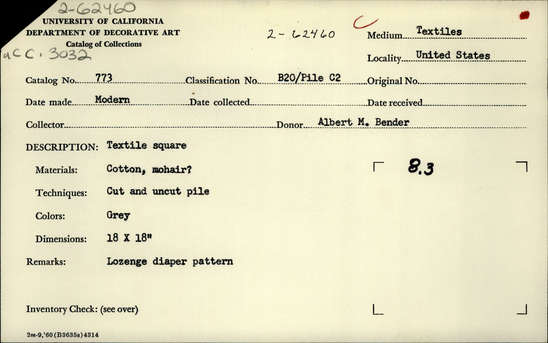 2-62460
UNIVERSITY OF CALIFORNIA
DEPARTMENT OF DECORATIVE ART
Catalog of Collections
UCC.3032
2-62460
C
Medium Textiles
Locality United States
Catalog No. 773 Classification No. B20/Pile C2 Original No.
Date made Modern Date collected Date received
Collector Donor Albert M. Bender
DESCRIPTION: Textile square
Materials: Cotton, mohair?
8.3
Techniques: Cut and uncut pile
Colors: Grey
Dimensions: 18 X 18"
Remarks: Lozenge diaper pattern
Inventory Check: (see over)
2m-9,'60 (B3635s) 4314